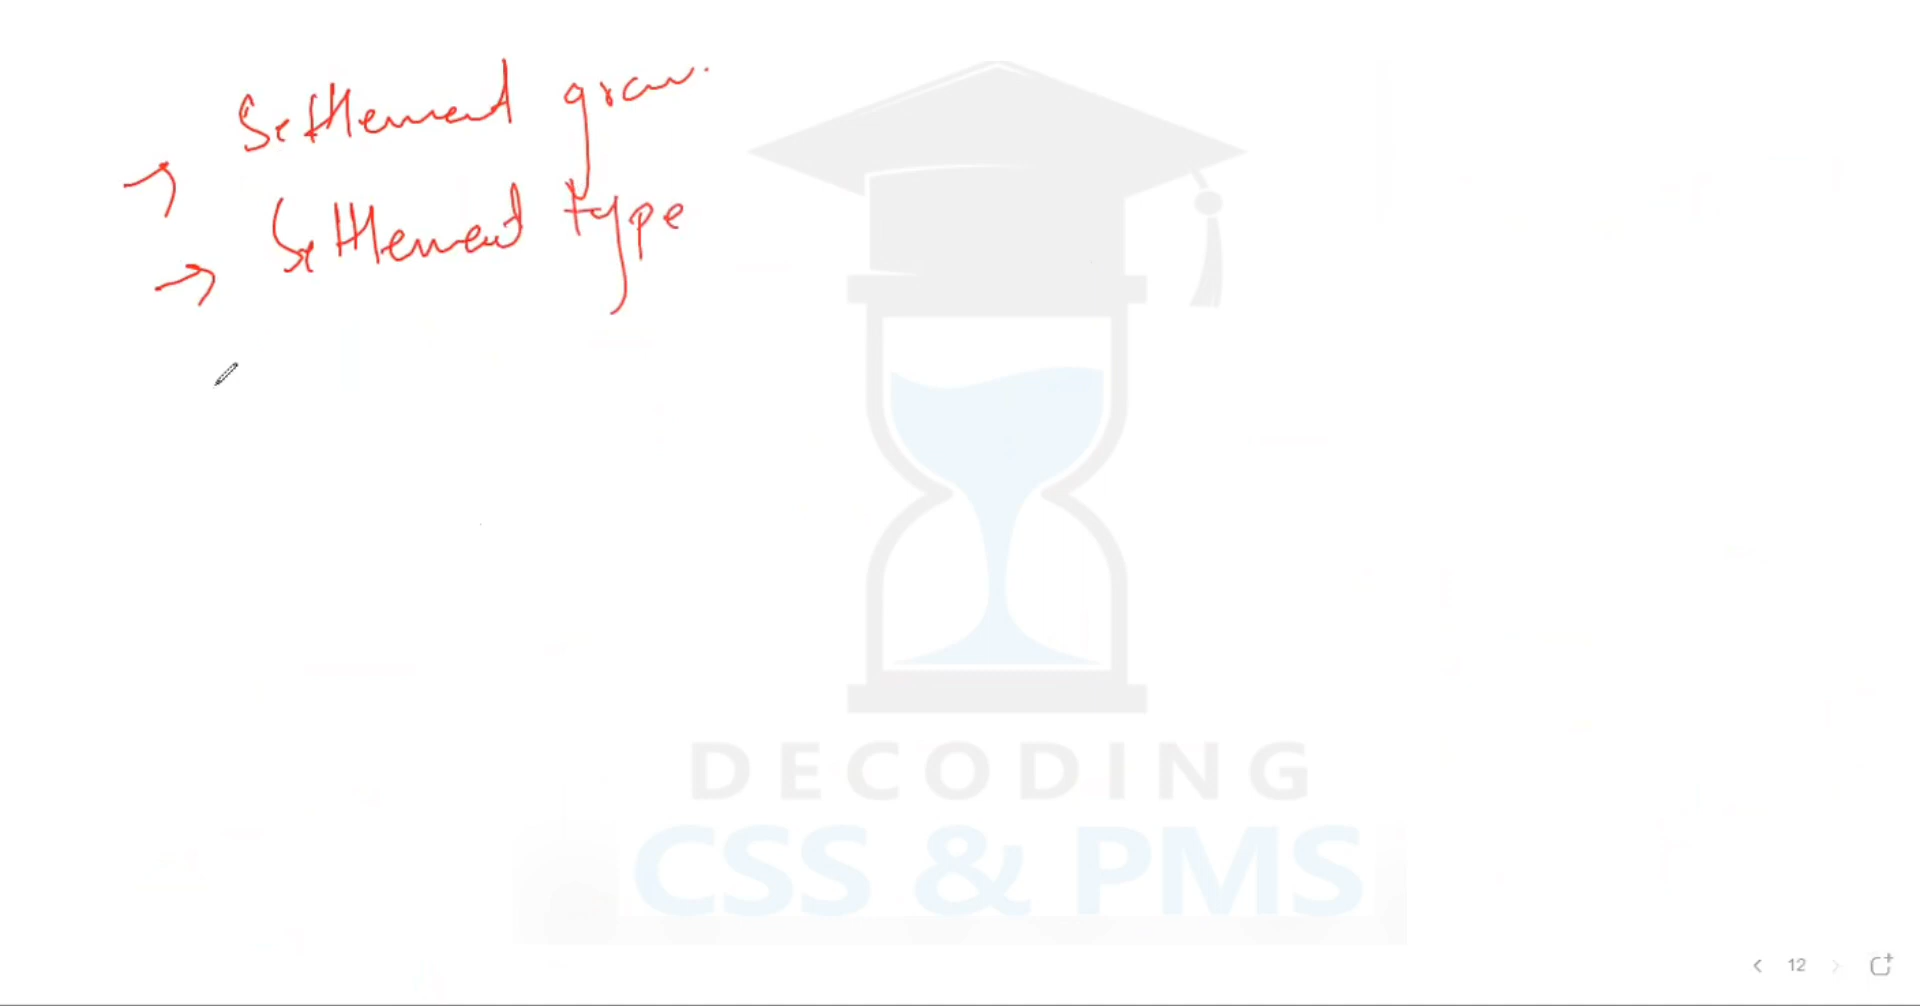 Settlement grow.
→ Settlement type
→
DECODING
CSS & PMS
12